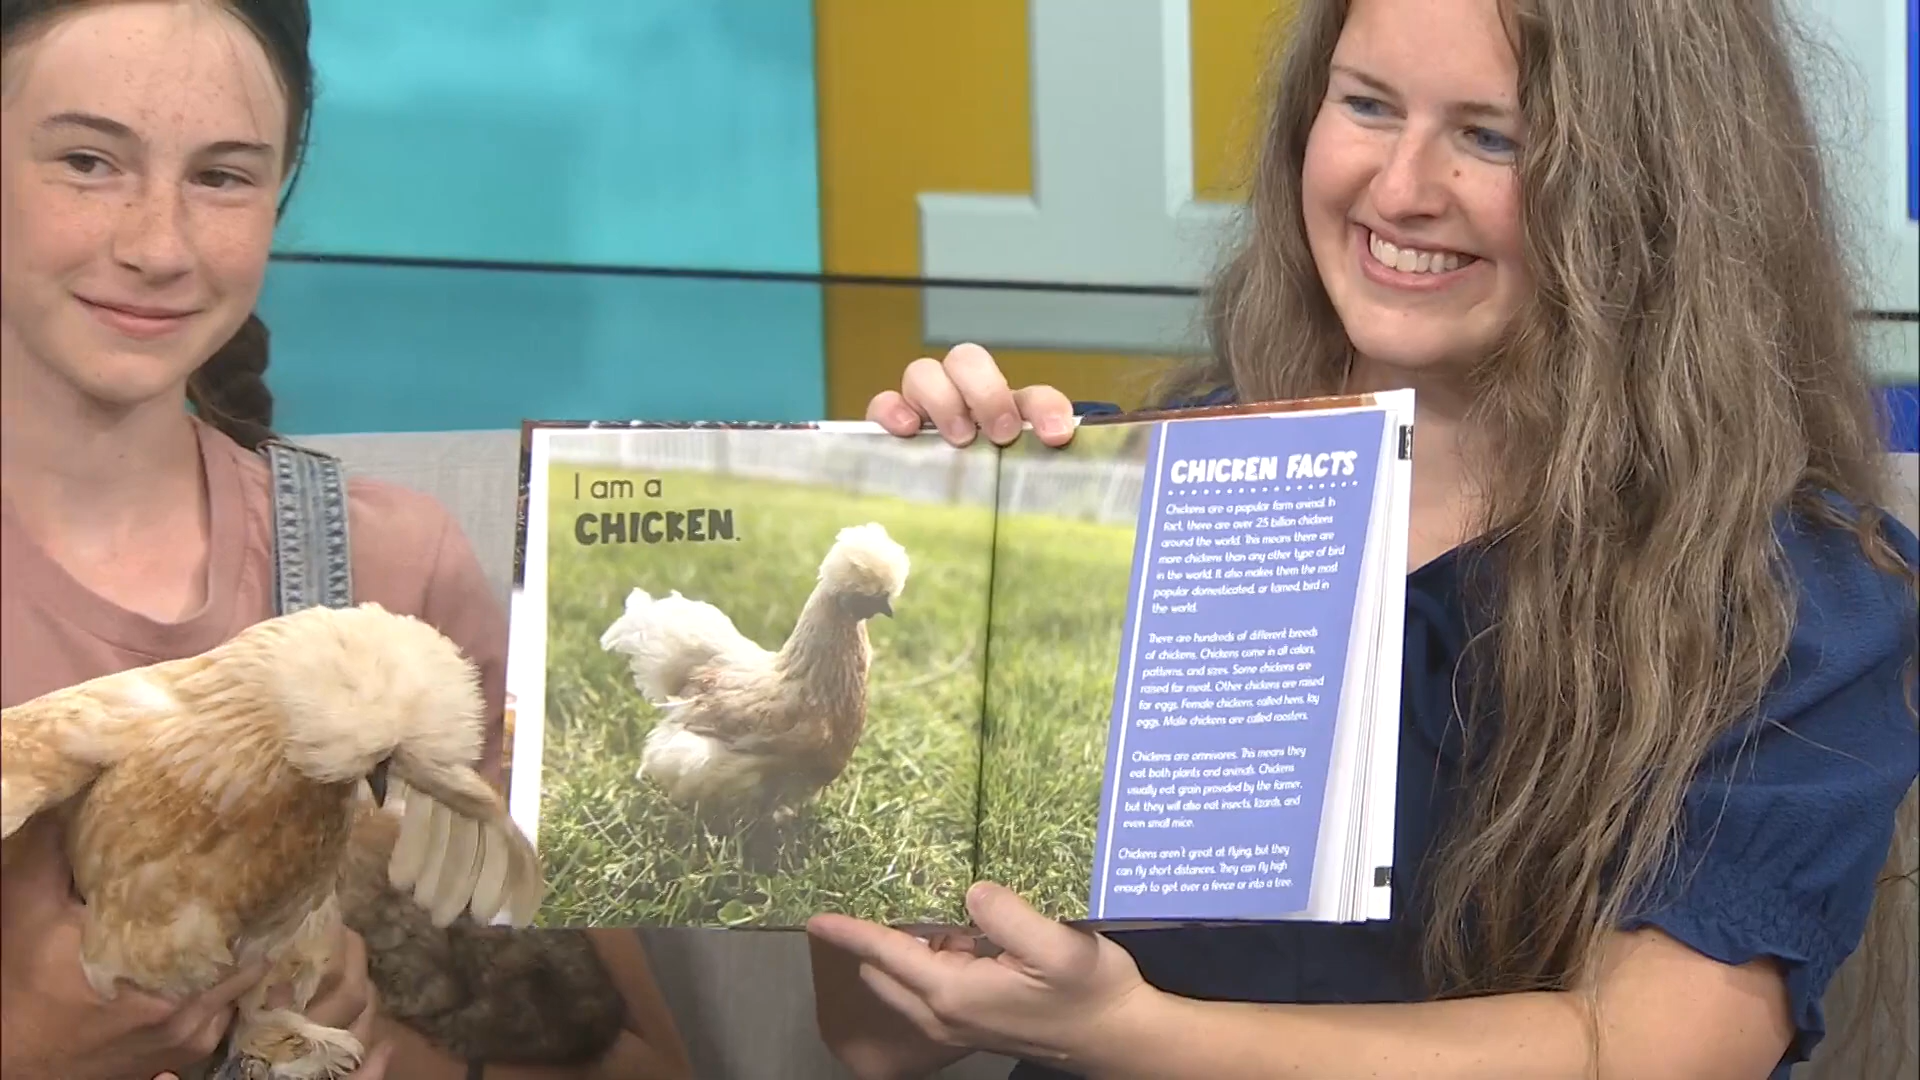 I am a
CHICKEN.
CHICKEN FACTS
Chickens are a popular farm animal. In
fact, there are over 25 billion chickens
around the world. This means there are
more chickens than any other type of bird
in the world. It also makes them the most
popular domesticated, or tamed, bird in
the world.
There are hundreds of different breeds
of chickens. Chickens come in all colors,
patterns, and sizes. Some chickens are
raised for meat. Other chickens are raised
for eggs. Female chickens, called hens, lay
eggs. Male chickens are called roosters.
Chickens are omnivores. This means they
eat both plants and animals. Chickens
usually eat grain provided by the farmer,
but they will also eat insects, lizards, and
even small mice.
Chickens aren't great at flying, but they
can fly short distances. They can fly high
enough to get over a fence or into a tree.